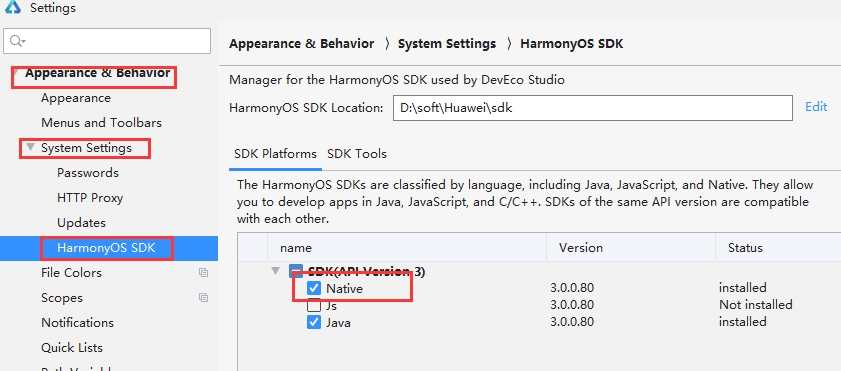 Settings
Appearance & Behavior
Appearance
Menus and Toolbars
System Settings
Passwords
HTTP Proxy
Updates
HarmonyOS SDK
File Colors
Scopes
Notifications
Quick Lists
Path Variables
Appearance & Behavior 〉 System Settings 〉 HarmonyOS SDK
Manager for the HarmonyOS SDK used by DevEco Studio
HarmonyOS SDK Location: D:\soft\Huawei\sdk Edit
SDK Platforms SDK Tools
The HarmonyOS SDKs are classified by language, including Java, JavaScript, and Native. They allow
you to develop apps in Java, JavaScript, and C/C++. SDKs of the same API version are compatible
with each other.
name Version Status
SDK(API Version 3)
Native 3.0.0.80 installed
Js 3.0.0.80 Not installed
Java 3.0.0.80 installed